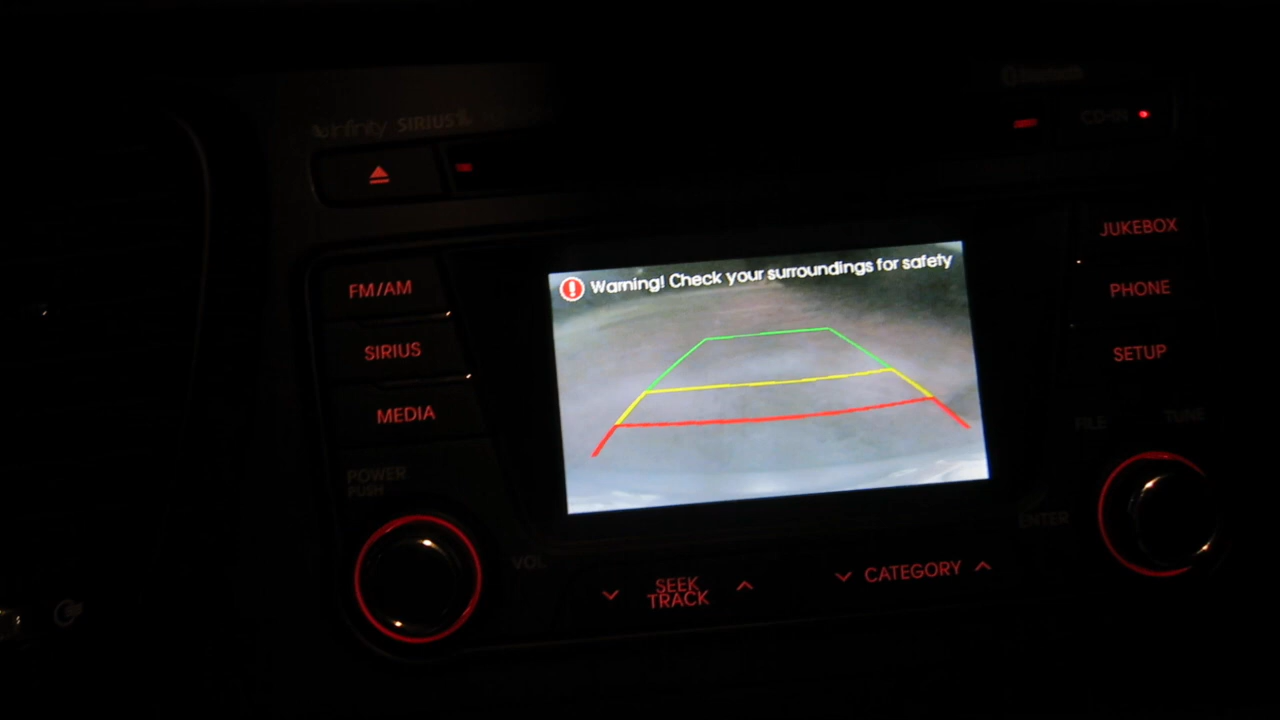 Bluetooth
infinity SIRIUS
CD-IN
JUKEBOX
FM/AM
Warning! Check your surroundings for safety
PHONE
SIRIUS
SETUP
MEDIA
FILE
TUNE
POWER
PUSH
ENTER
VOL
SEEK
TRACK
CATEGORY